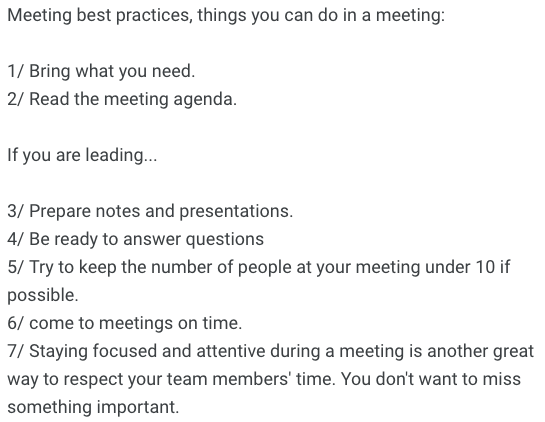 Meeting best practices, things you can do in a meeting:
1/ Bring what you need.
2/ Read the meeting agenda.
If you are leading...
3/ Prepare notes and presentations.
4/ Be ready to answer questions
5/ Try to keep the number of people at your meeting under 10 if
possible.
6/ come to meetings on time.
7/ Staying focused and attentive during a meeting is another great
way to respect your team members' time. You don't want to miss
something important.